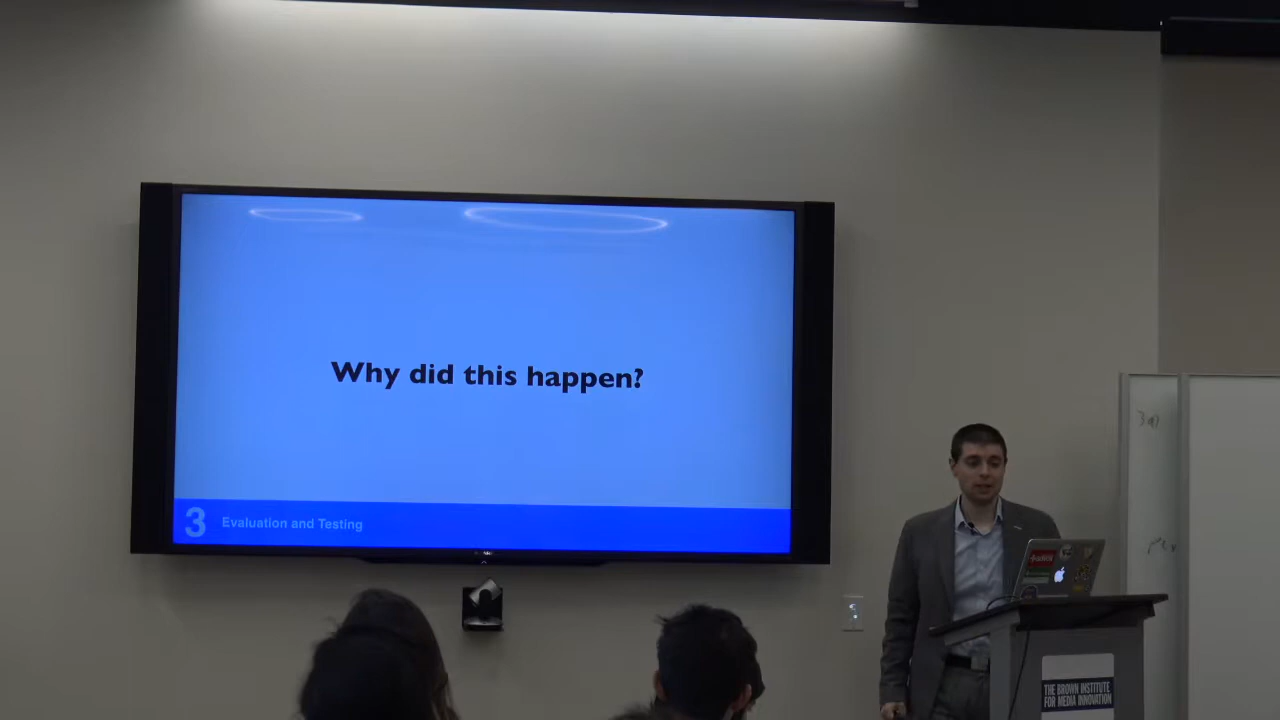 Why did this happen?
3 Evaluation and Testing
THE BROWN INSTITUTE
FOR MEDIA INNOVATION